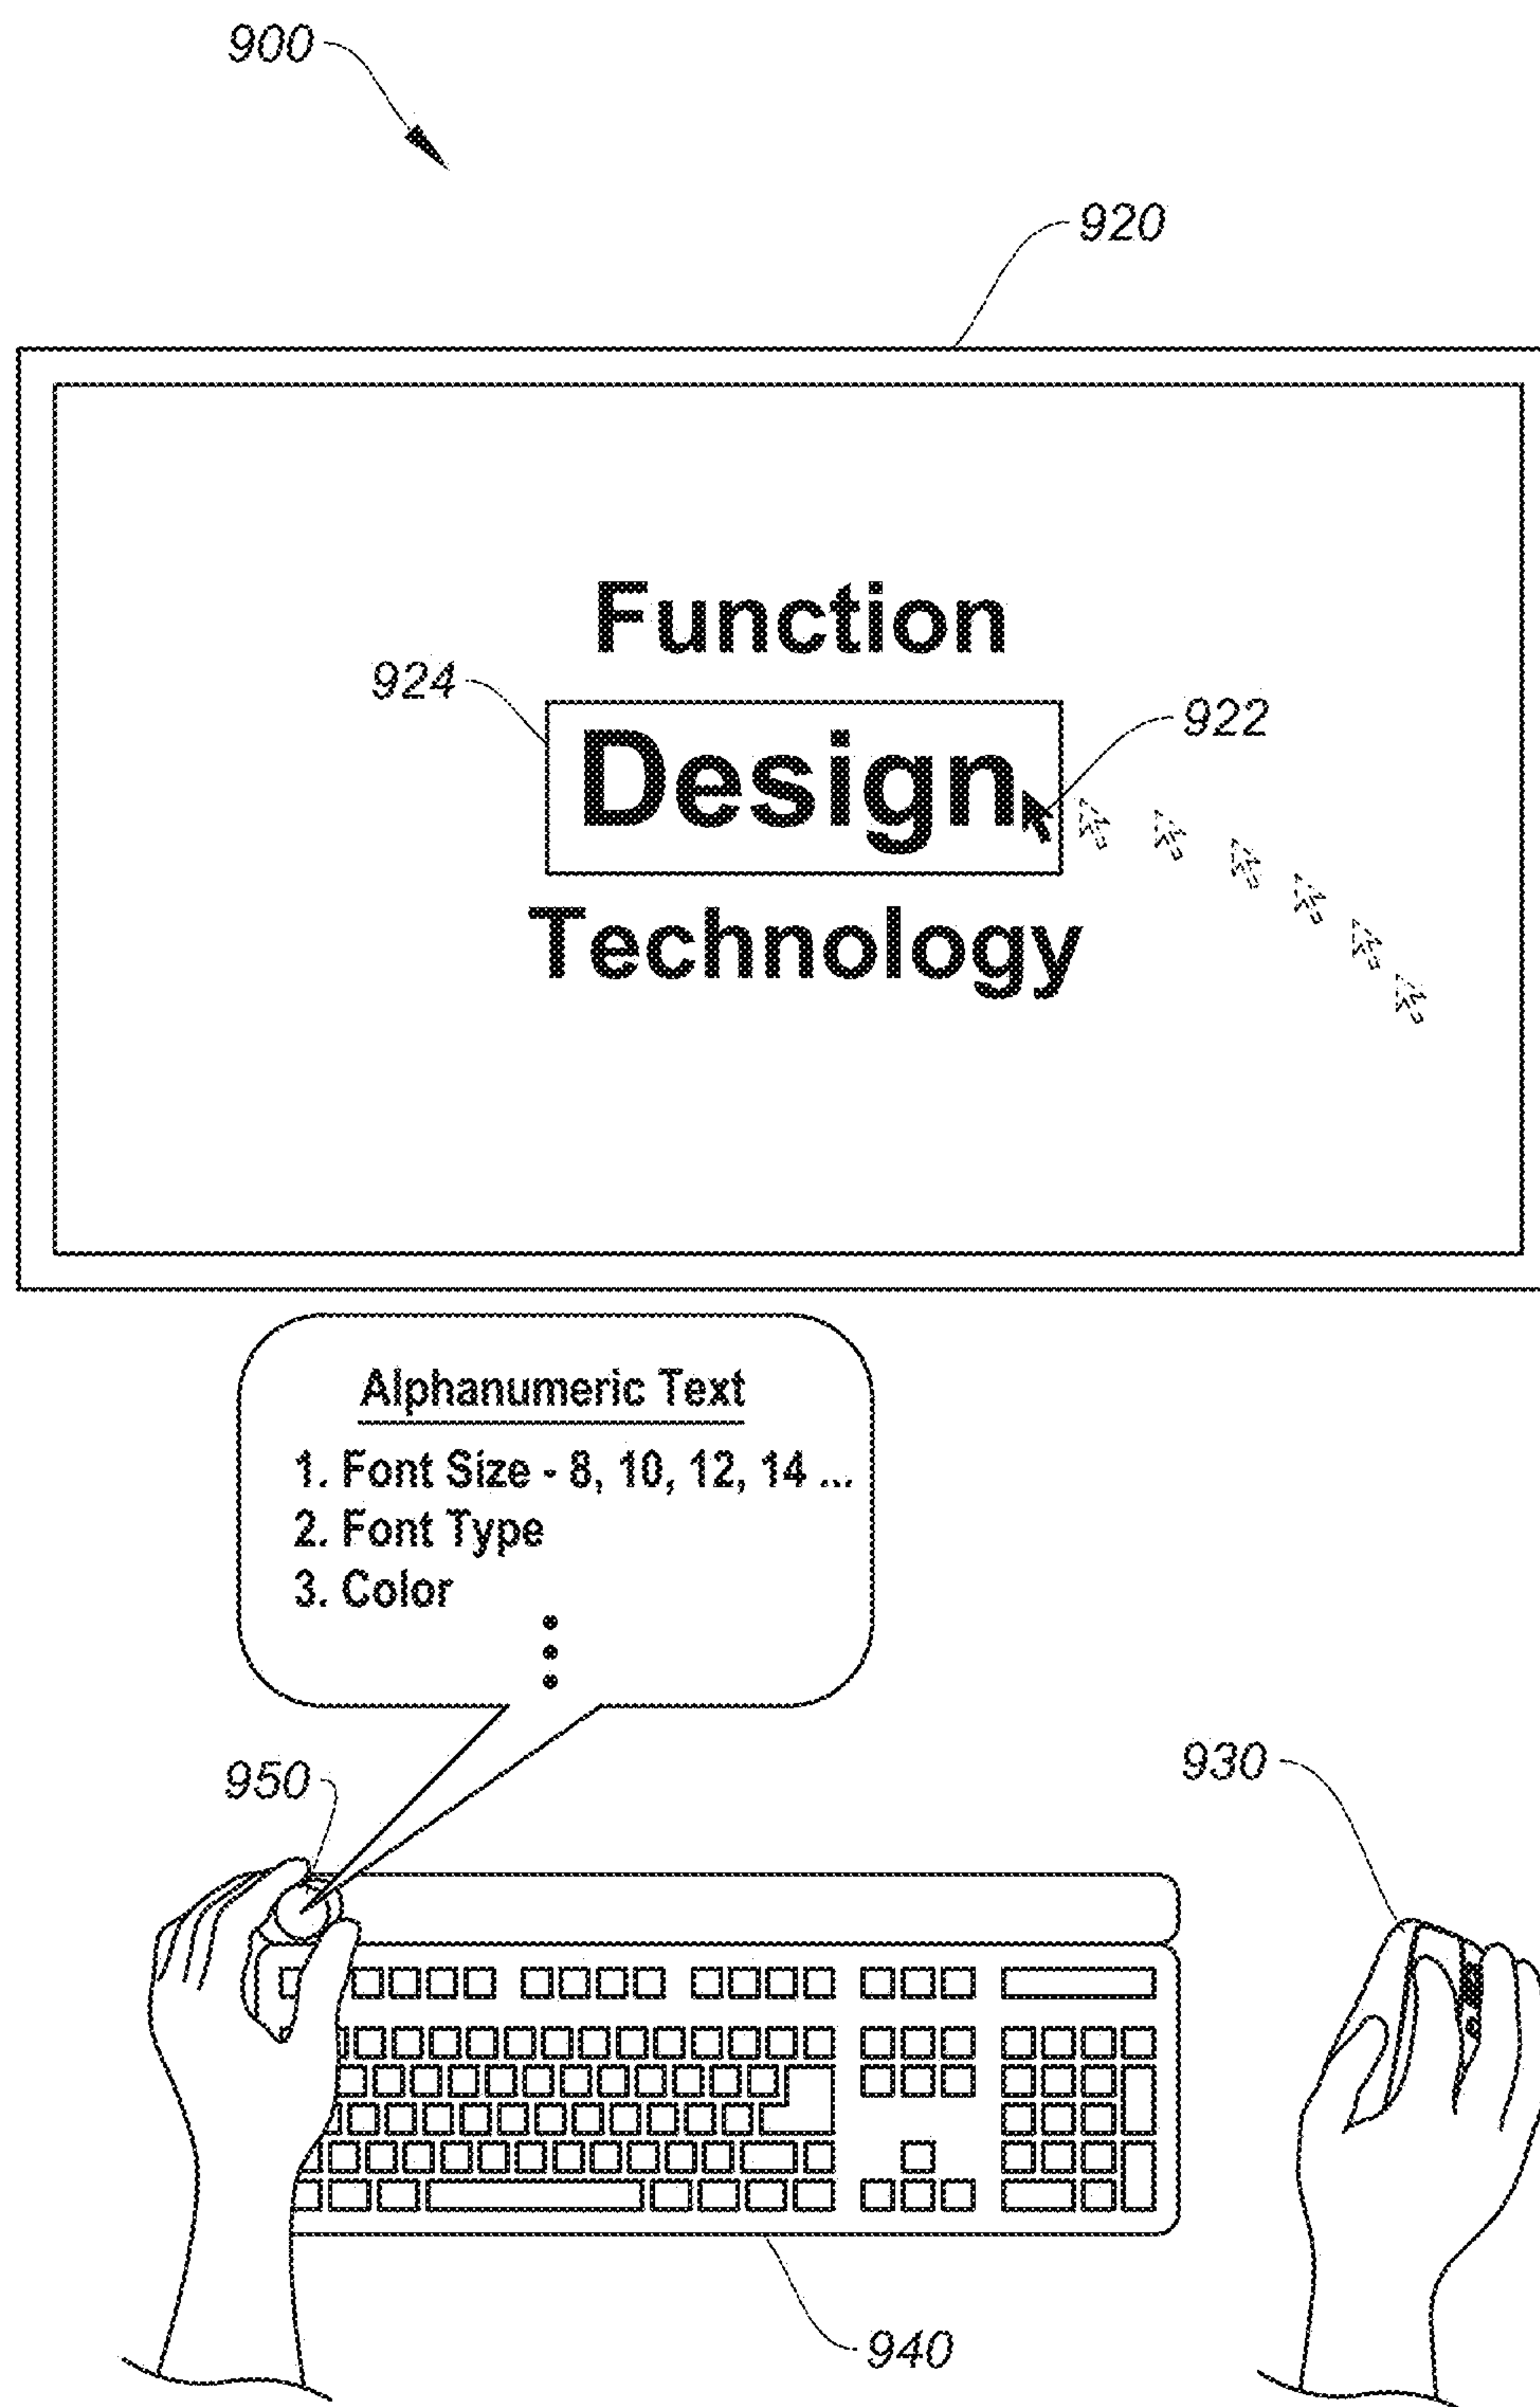 900
920
Function
924
922
Design
Technology
Alphanumeric Text
1. Font Size - 8, 10, 12, 14 ...
2. Font Type
3. Color
950
930
940